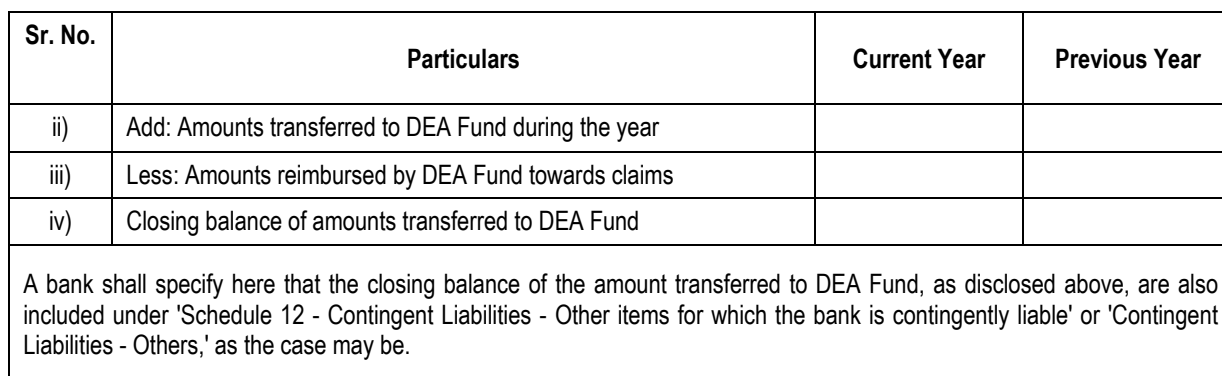 Sr. No. Particulars Current Year Previous Year
ii) Add: Amounts transferred to DEA Fund during the year
iii) Less: Amounts reimbursed by DEA Fund towards claims
iv) Closing balance of amounts transferred to DEA Fund
A bank shall specify here that the closing balance of the amount transferred to DEA Fund, as disclosed above, are also
included under 'Schedule 12 - Contingent Liabilities - Other items for which the bank is contingently liable' or 'Contingent
Liabilities - Others,' as the case may be.